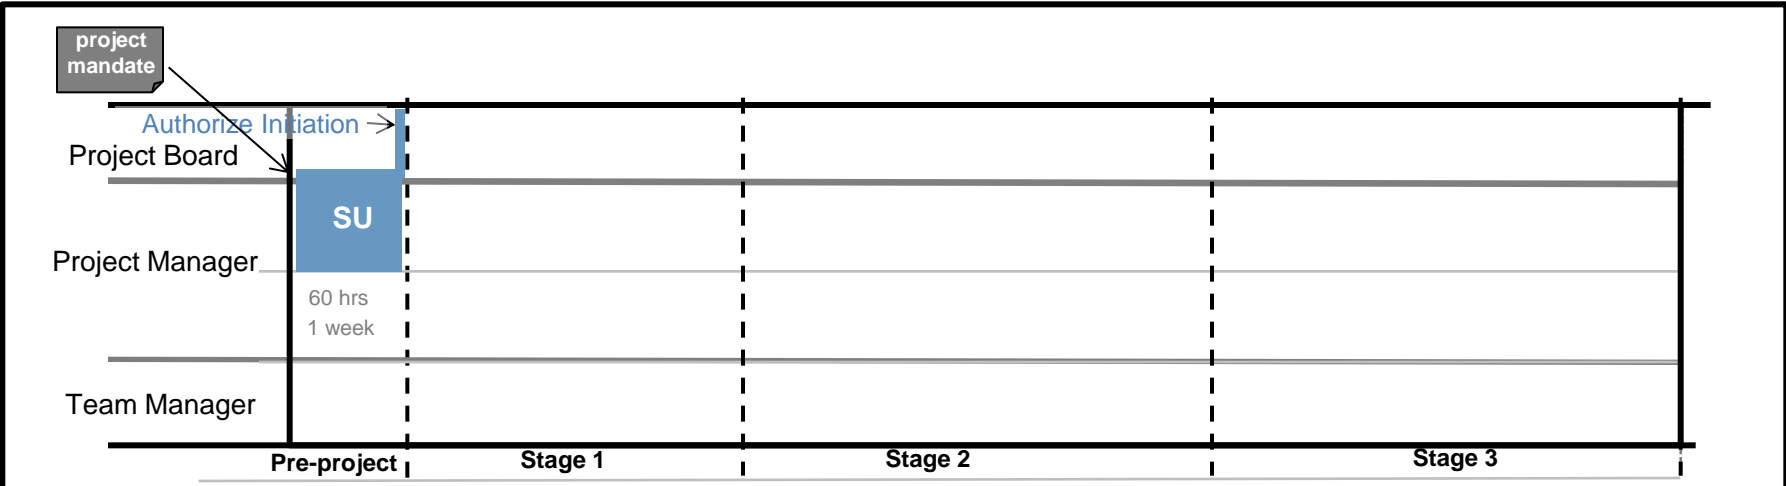 project
mandate
Authorize Initiation
Project Board
SU
Project Manager
60 hrs
1 week
Team Manager
Pre-project
Stage 1
Stage 2
Stage 3